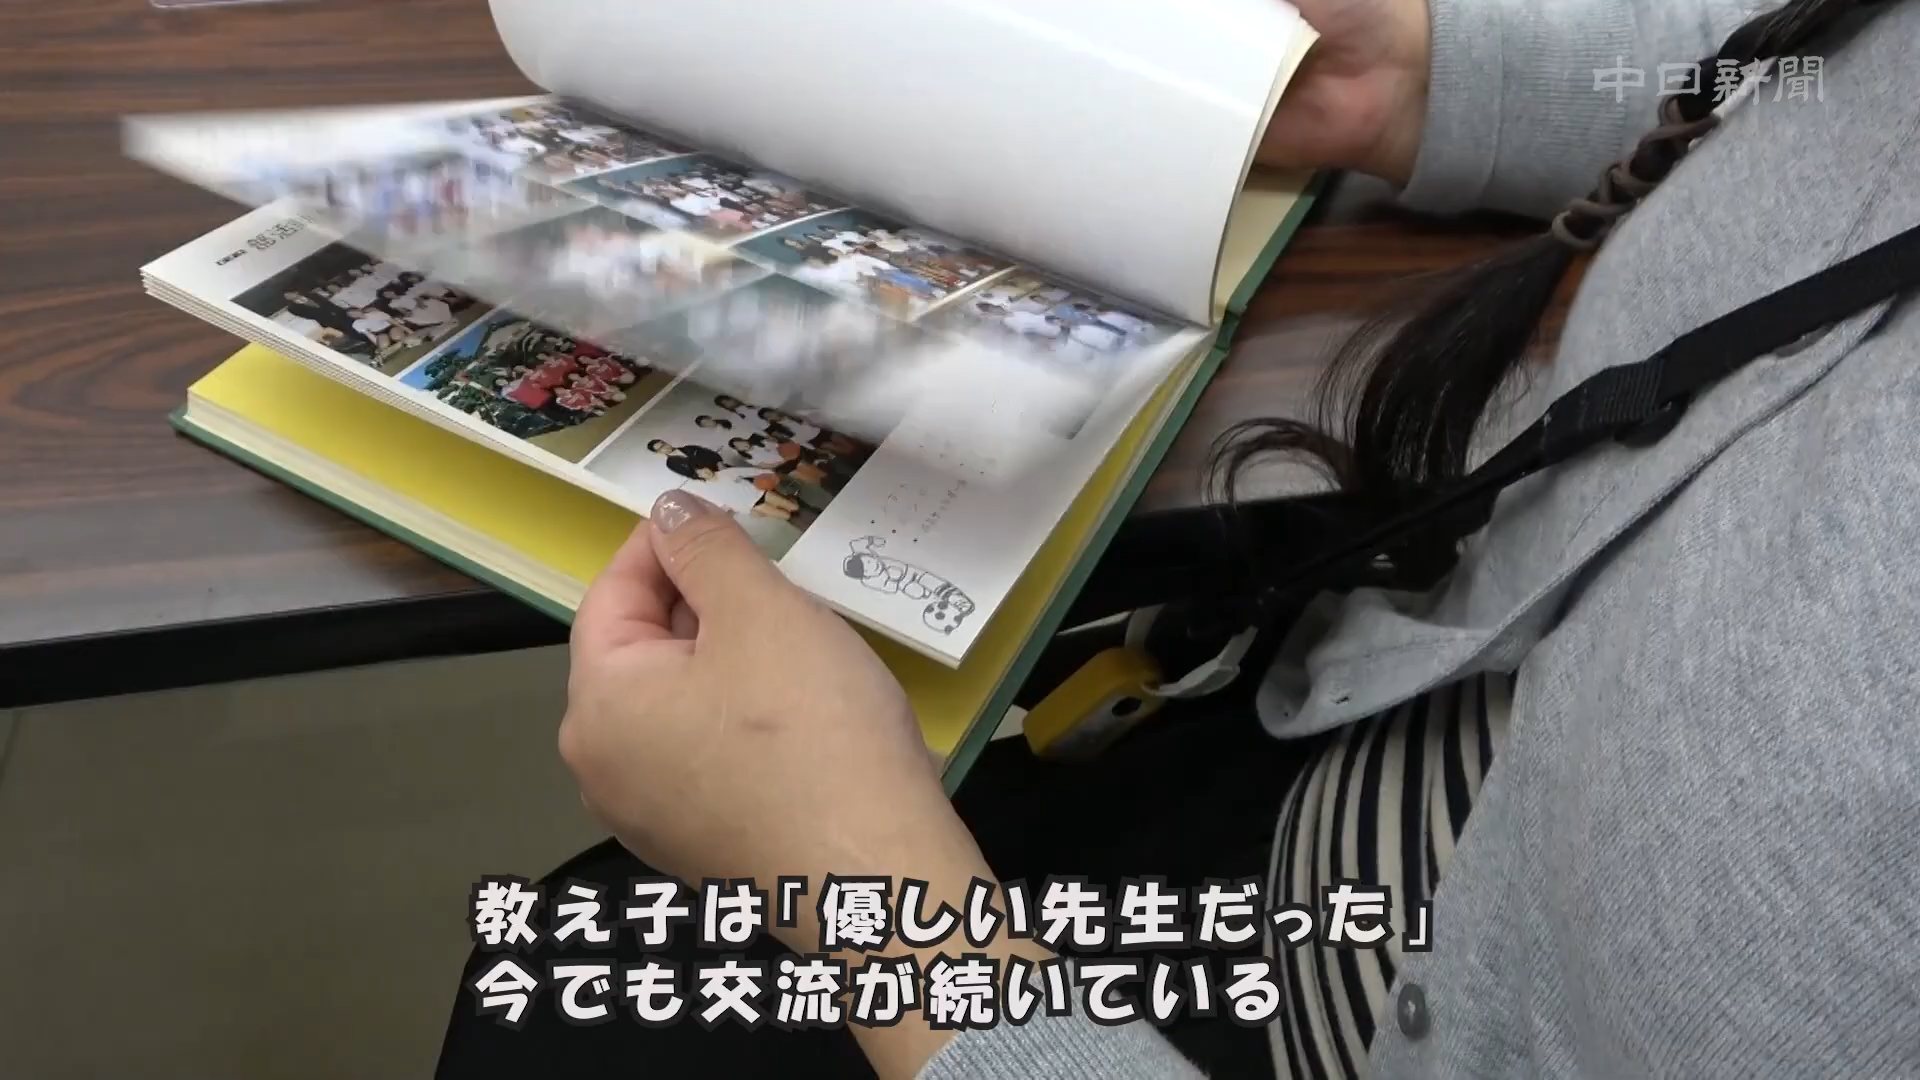 中日新聞
教え子は「優しい先生だった」
今でも交流が続いている